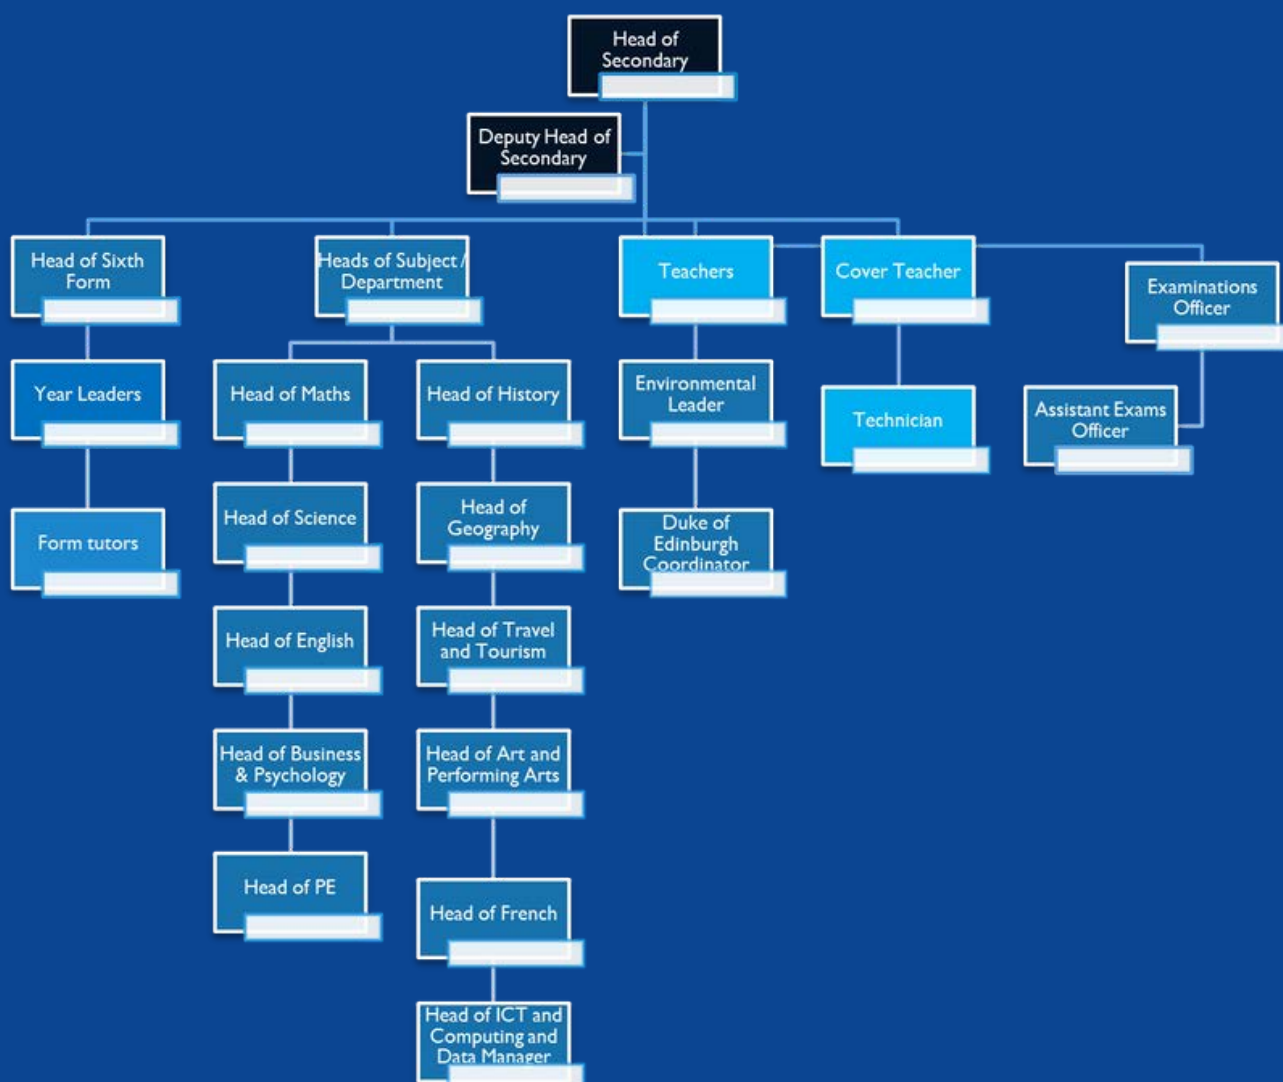 Head of
Secondary
Deputy Head of
Secondary
Head of Sixth
Form
Heads of Subject /
Department
Teachers
Cover Teacher
Examinations
Officer
Year Leaders
Head of Maths
Head of History
Environmental
Leader
Technician
Assistant Exams
Officer
Form tutors
Head of Science
Head of
Geography
Duke of
Edinburgh
Coordinator
Head of English
Head of Travel
and Tourism
Head of Business
& Psychology
Head of Art and
Performing Arts
Head of PE
Head of French
Head of ICT and
Computing and
Data Manager